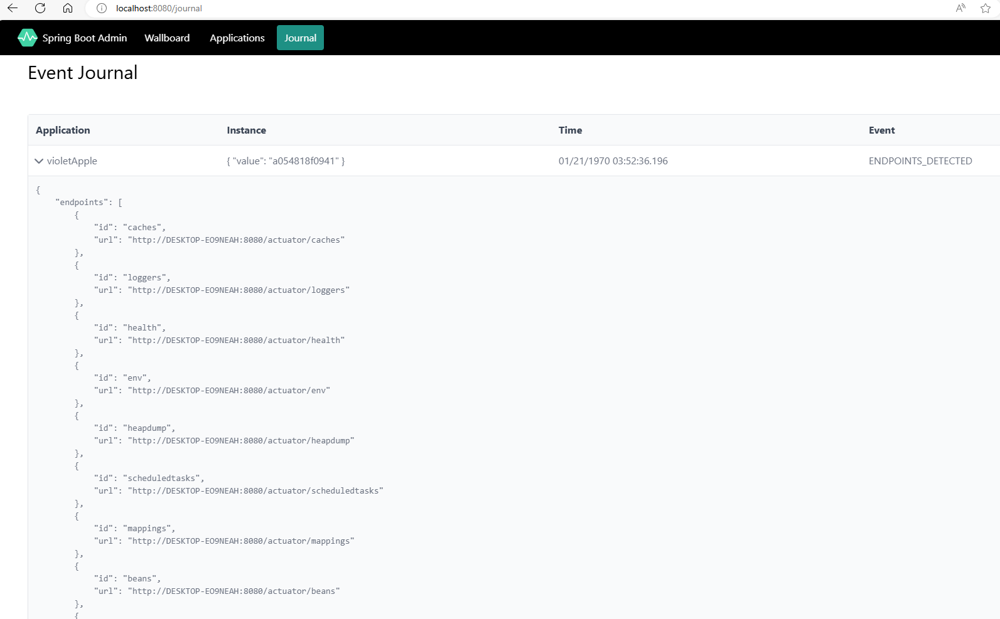 localhost:8080/journal
Spring Boot Admin Wallboard Applications Journal
Event Journal
Application Instance Time Event
violetApple { "value": "a054818f0941" } 01/21/1970 03:52:36.196 ENDPOINTS_DETECTED
{
"endpoints": [
{
"id": "caches",
"url": "http://DESKTOP-EO9NEAH:8080/actuator/caches"
},
{
"id": "loggers",
"url": "http://DESKTOP-EO9NEAH:8080/actuator/loggers"
},
{
"id": "health",
"url": "http://DESKTOP-EO9NEAH:8080/actuator/health"
},
{
"id": "env",
"url": "http://DESKTOP-EO9NEAH:8080/actuator/env"
},
{
"id": "heapdump",
"url": "http://DESKTOP-EO9NEAH:8080/actuator/heapdump"
},
{
"id": "scheduledtasks",
"url": "http://DESKTOP-EO9NEAH:8080/actuator/scheduledtasks"
},
{
"id": "mappings",
"url": "http://DESKTOP-EO9NEAH:8080/actuator/mappings"
},
{
"id": "beans",
"url": "http://DESKTOP-EO9NEAH:8080/actuator/beans"
},
{